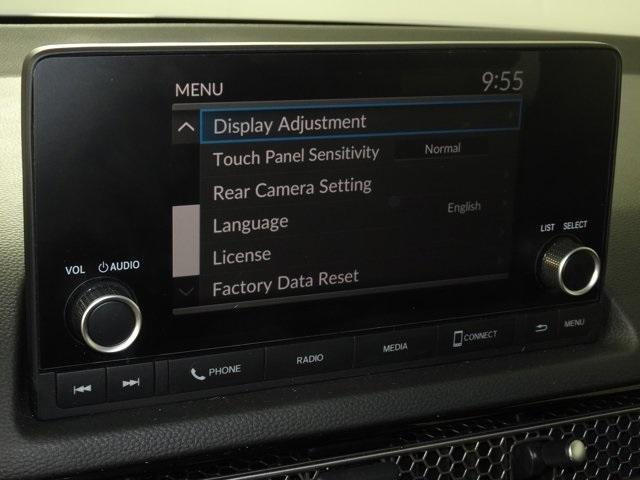 MENU 9:55
Display Adjustment
Touch Panel Sensitivity Normal
Rear Camera Setting
Language English
License
Factory Data Reset
VOL AUDIO
LIST SELECT
PHONE RADIO MEDIA CONNECT MENU